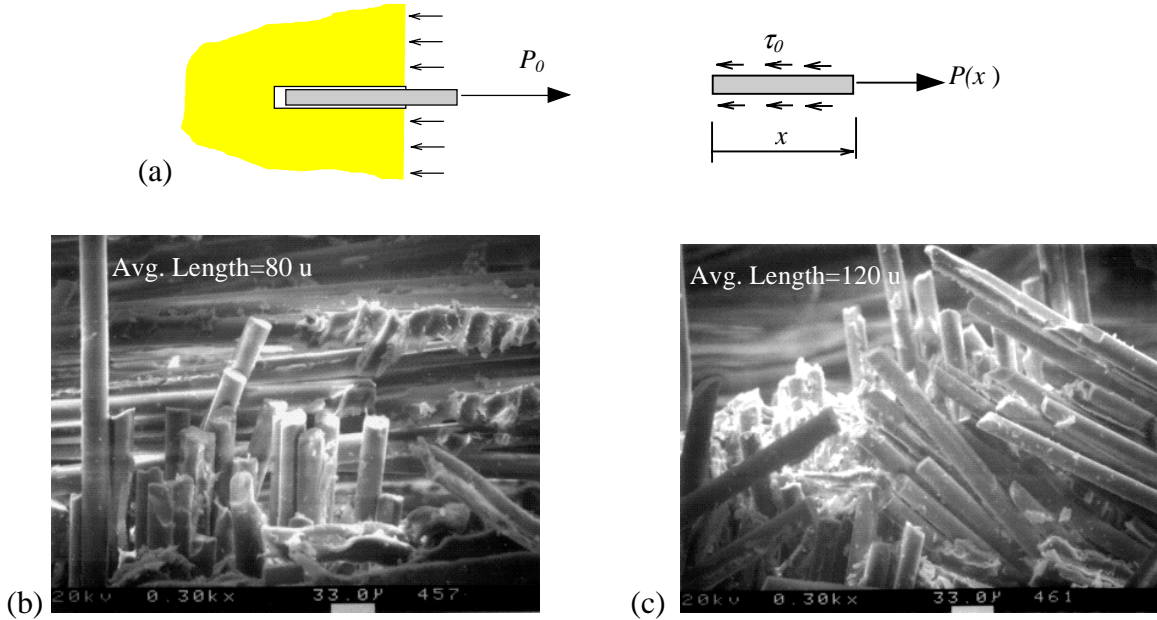 P0
τ0
P(x )
x
(a)
Avg. Length=80 u
Avg. Length=120 u
20kv 0.30kx 33.0µ 457
20kV 0.30kx 33.0µ 461
(b)
(c)